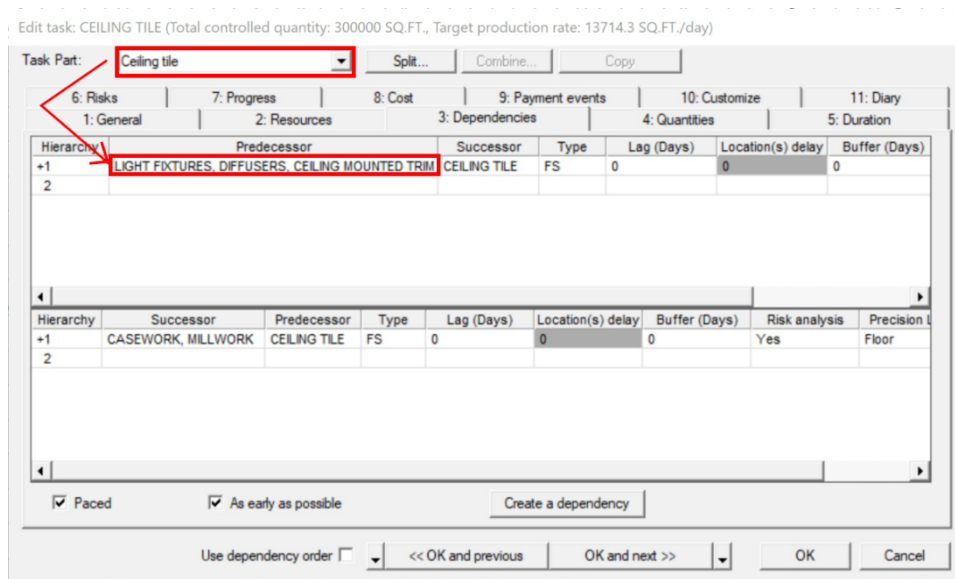 Edit task: CEILING TILE (Total controlled quantity: 300000 SQ.FT., Target production rate: 13714.3 SQ.FT./day)
Task Part: Ceiling tile Split... Combine... Copy
6: Risks 7: Progress 8: Cost 9: Payment events 10: Customize 11: Diary
1: General 2: Resources 3: Dependencies 4: Quantities 5: Duration
Hierarchy Predecessor Successor Type Lag (Days) Location(s) delay Buffer (Days)
+1 LIGHT FIXTURES, DIFFUSERS, CEILING MOUNTED TRIM CEILING TILE FS 0 0 0
2
Hierarchy Successor Predecessor Type Lag (Days) Location(s) delay Buffer (Days) Risk analysis Precision L
+1 CASEWORK, MILLWORK CEILING TILE FS 0 0 0 Yes Floor
2
Paced As early as possible Create a dependency
Use dependency order << OK and previous OK and next >> OK Cancel